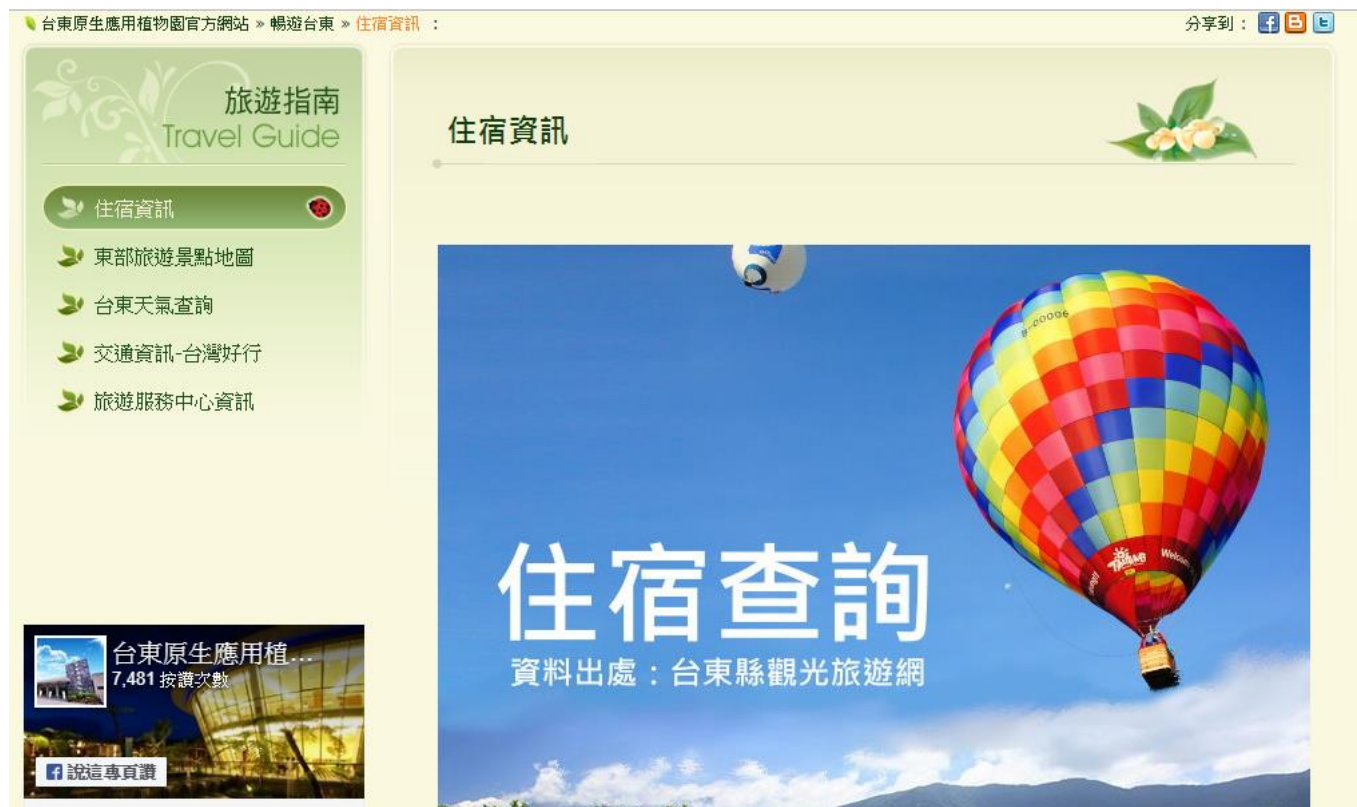 台東原生應用植物園官方網站 » 暢遊台東 » 住宿資訊 :
分享到:
旅遊指南
Travel Guide
住宿資訊
東部旅遊景點地圖
台東天氣查詢
交通資訊-台灣好行
旅遊服務中心資訊
住宿資訊
00006
TAITUNG
住宿查詢
資料出處：台東縣觀光旅遊網
台東原生應用植...
7,481 按讚次數
說這專頁讚